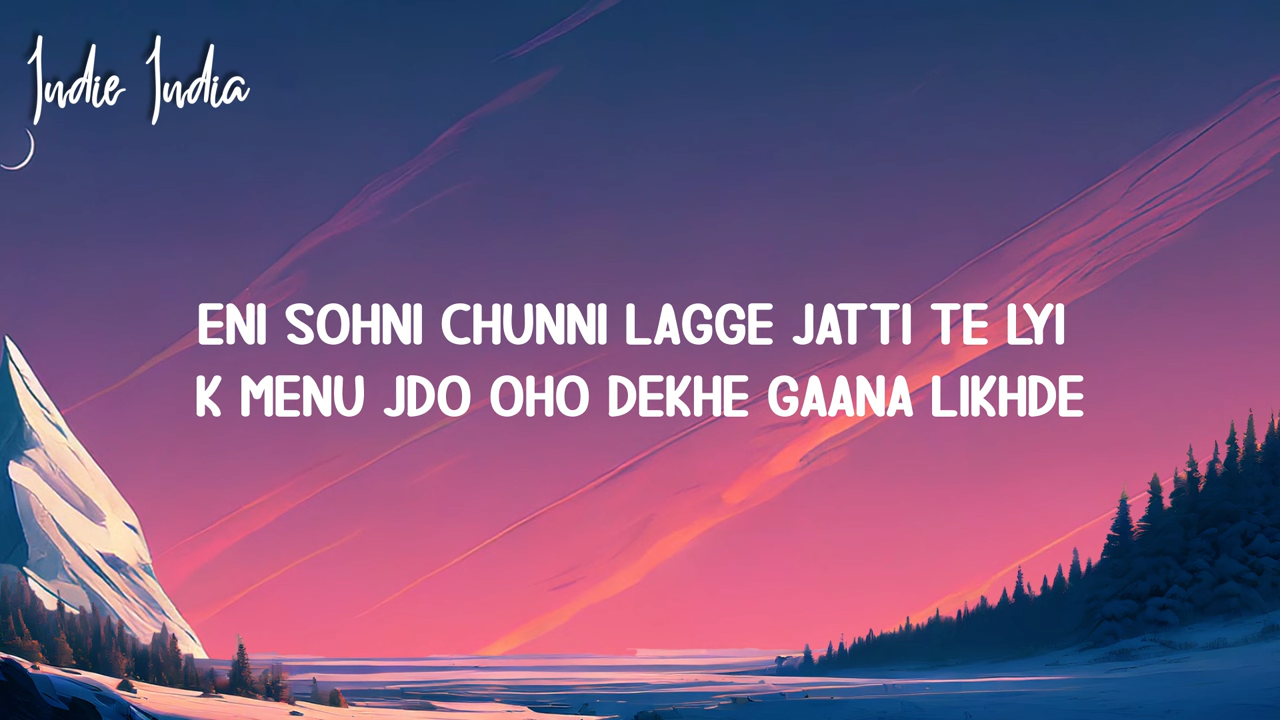 Indie India
ENI SOHNI CHUNNI LAGGE JATTI TE LYI
K MENU JDO OHO DEKHE GAANA LIKHDE